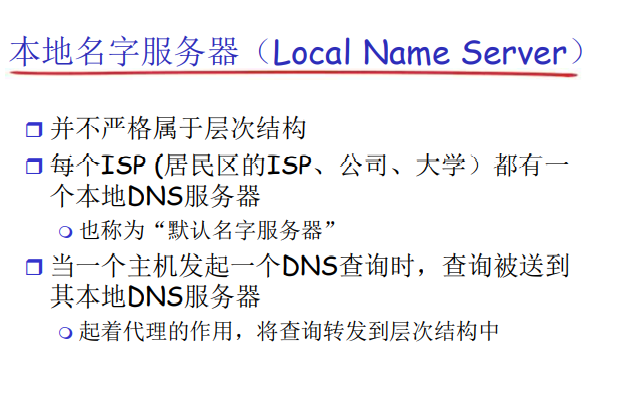 本地名字服务器（Local Name Server）
并不严格属于层次结构
每个ISP (居民区的ISP、公司、大学）都有一
个本地DNS服务器
也称为“默认名字服务器”
当一个主机发起一个DNS查询时，查询被送到
其本地DNS服务器
起着代理的作用，将查询转发到层次结构中